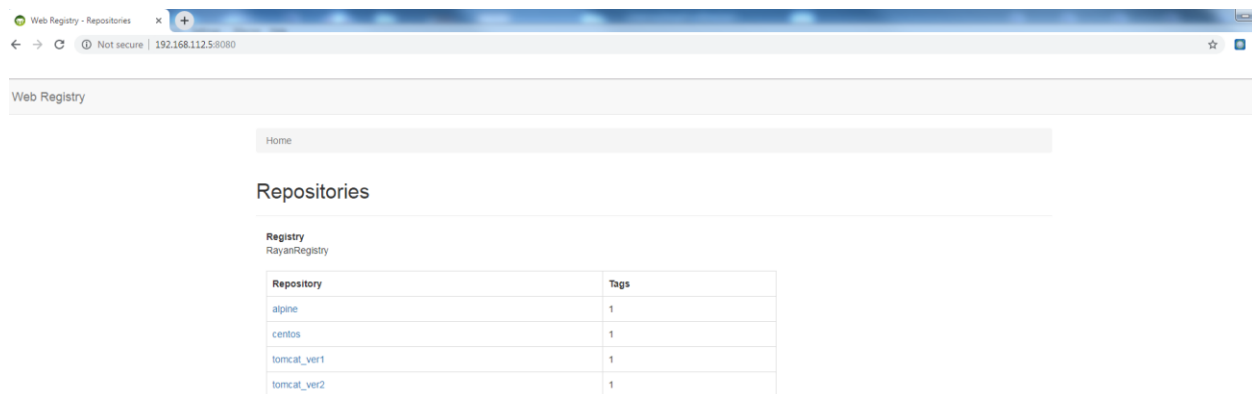 Web Registry - Repositories
Not secure | 192.168.112.5:8080
Web Registry
Home
Repositories
Registry
RayanRegistry
Repository Tags
alpine 1
centos 1
tomcat_ver1 1
tomcat_ver2 1